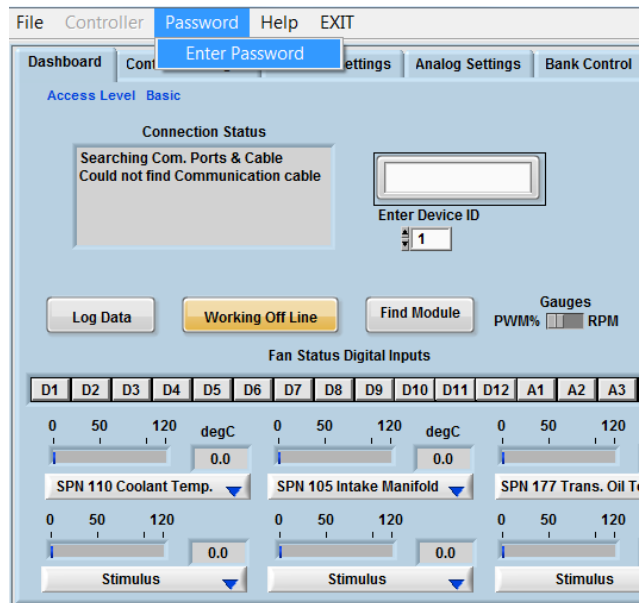 File Controller Password Help EXIT
Enter Password
Dashboard ettings Analog Settings Bank Control
Access Level Basic
Connection Status
Searching Com. Ports & Cable
Could not find Communication cable
Enter Device ID
1
Log Data Working Off Line Find Module
Gauges
PWM% RPM
Fan Status Digital Inputs
D1 D2 D3 D4 D5 D6 D7 D8 D9 D10 D11 D12 A1 A2 A3
0 50 120 degC 0 50 120 degC 0 50 120
0.0 0.0
SPN 110 Coolant Temp. SPN 105 Intake Manifold SPN 177 Trans. Oil T
0 50 120 0 50 120 0 50 120
0.0 0.0
Stimulus Stimulus Stimulus